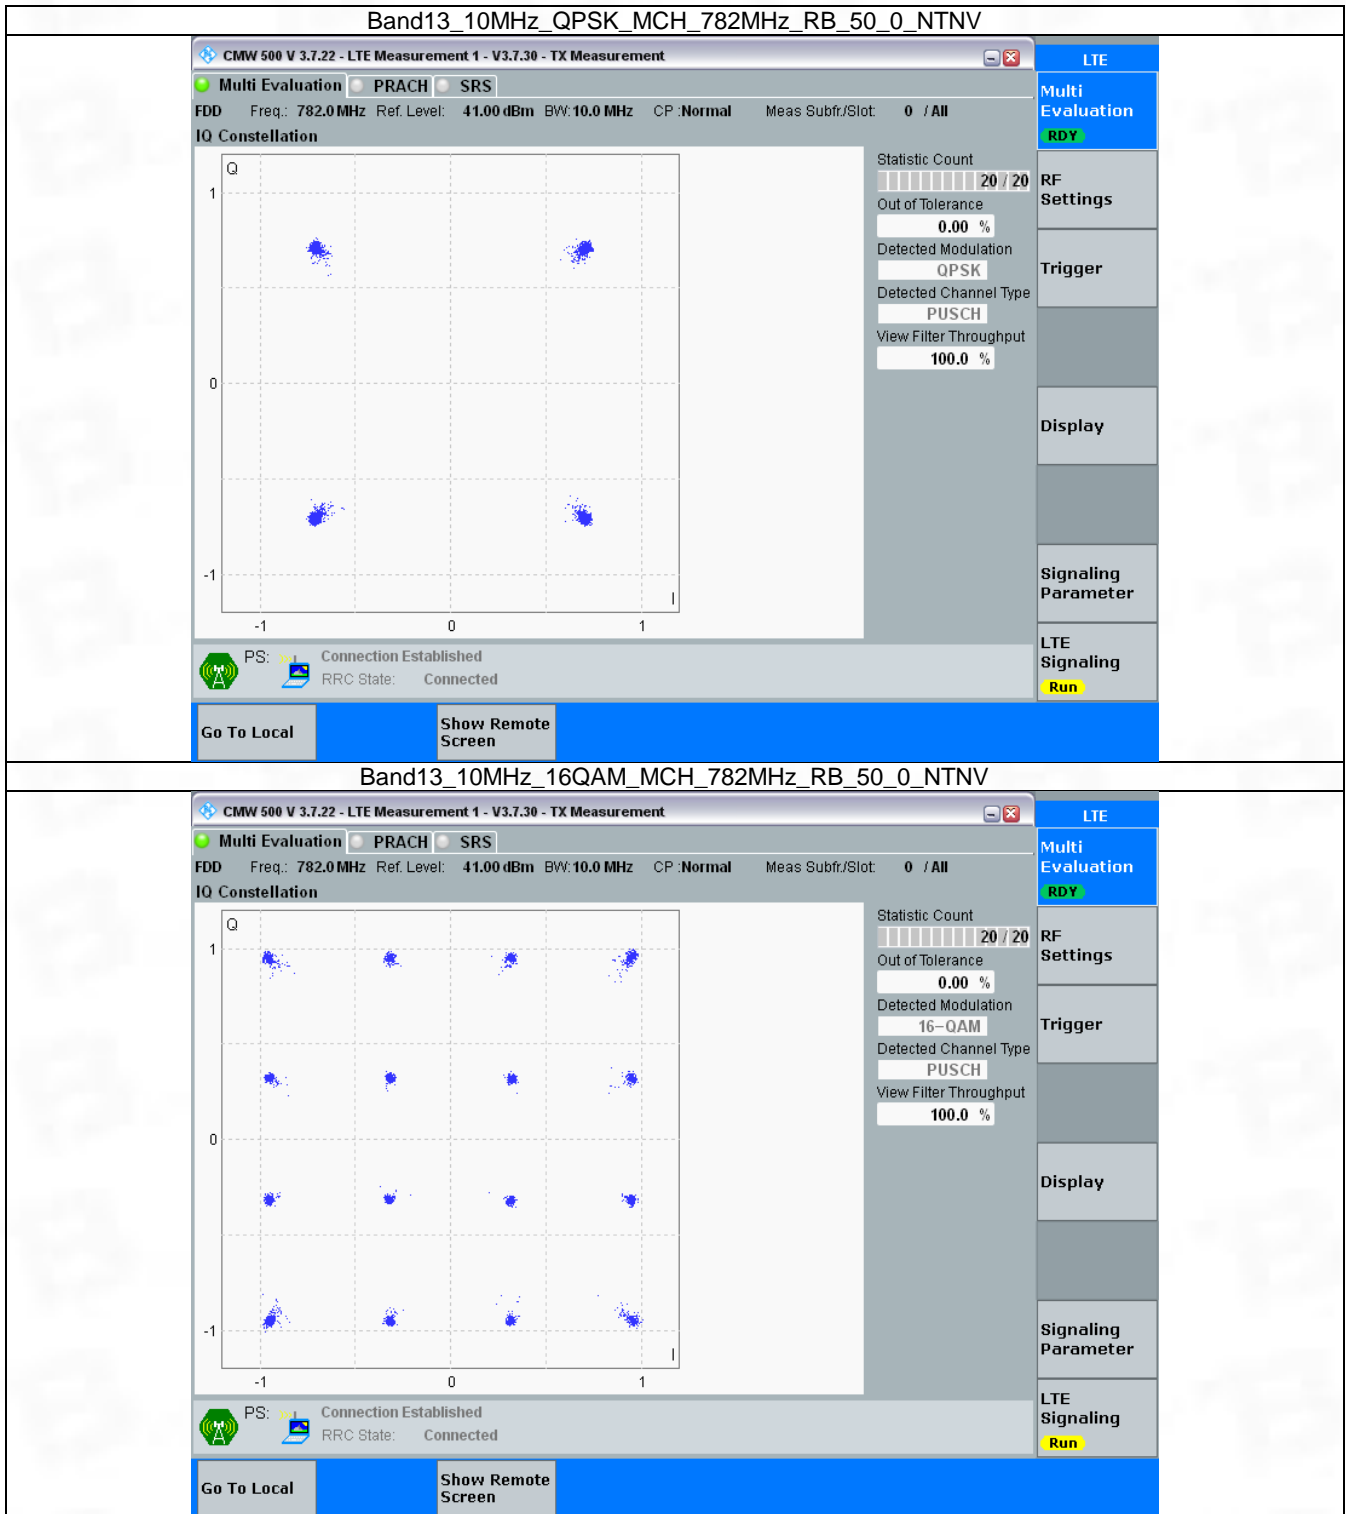 Band13_10MHz_QPSK_MCH_782MHz_RB_50_0_NTNV
CMW 500 V 3.7.22 - LTE Measurement 1 - V3.7.30 - TX Measurement
LTE
Multi Evaluation PRACH SRS
Multi
Evaluation
RDY
FDD Freq.: 782.0 MHz Ref. Level: 41.00 dBm BW: 10.0 MHz CP : Normal Meas Subfr./Slot: 0 / All
IQ Constellation
Q
1
0
-1
I
-1 0 1
Statistic Count
20 / 20
Out of Tolerance
0.00 %
Detected Modulation
QPSK
Detected Channel Type
PUSCH
View Filter Throughput
100.0 %
RF
Settings
Trigger
Display
Signaling
Parameter
LTE
Signaling
Run
PS: Connection Established
RRC State: Connected
Go To Local
Show Remote
Screen
Band13_10MHz_16QAM_MCH_782MHz_RB_50_0_NTNV
CMW 500 V 3.7.22 - LTE Measurement 1 - V3.7.30 - TX Measurement
LTE
Multi Evaluation PRACH SRS
Multi
Evaluation
RDY
FDD Freq.: 782.0 MHz Ref. Level: 41.00 dBm BW: 10.0 MHz CP : Normal Meas Subfr./Slot: 0 / All
IQ Constellation
Q
1
0
-1
I
-1 0 1
Statistic Count
20 / 20
Out of Tolerance
0.00 %
Detected Modulation
16-QAM
Detected Channel Type
PUSCH
View Filter Throughput
100.0 %
RF
Settings
Trigger
Display
Signaling
Parameter
LTE
Signaling
Run
PS: Connection Established
RRC State: Connected
Go To Local
Show Remote
Screen